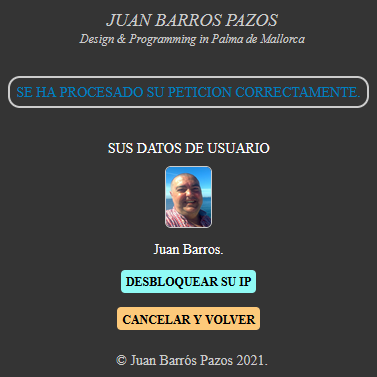 JUAN BARROS PAZOS
Design & Programming in Palma de Mallorca
SE HA PROCESADO SU PETICION CORRECTAMENTE.
SUS DATOS DE USUARIO
Juan Barros.
DESBLOQUEAR SU IP
CANCELAR Y VOLVER
© Juan Barrós Pazos 2021.